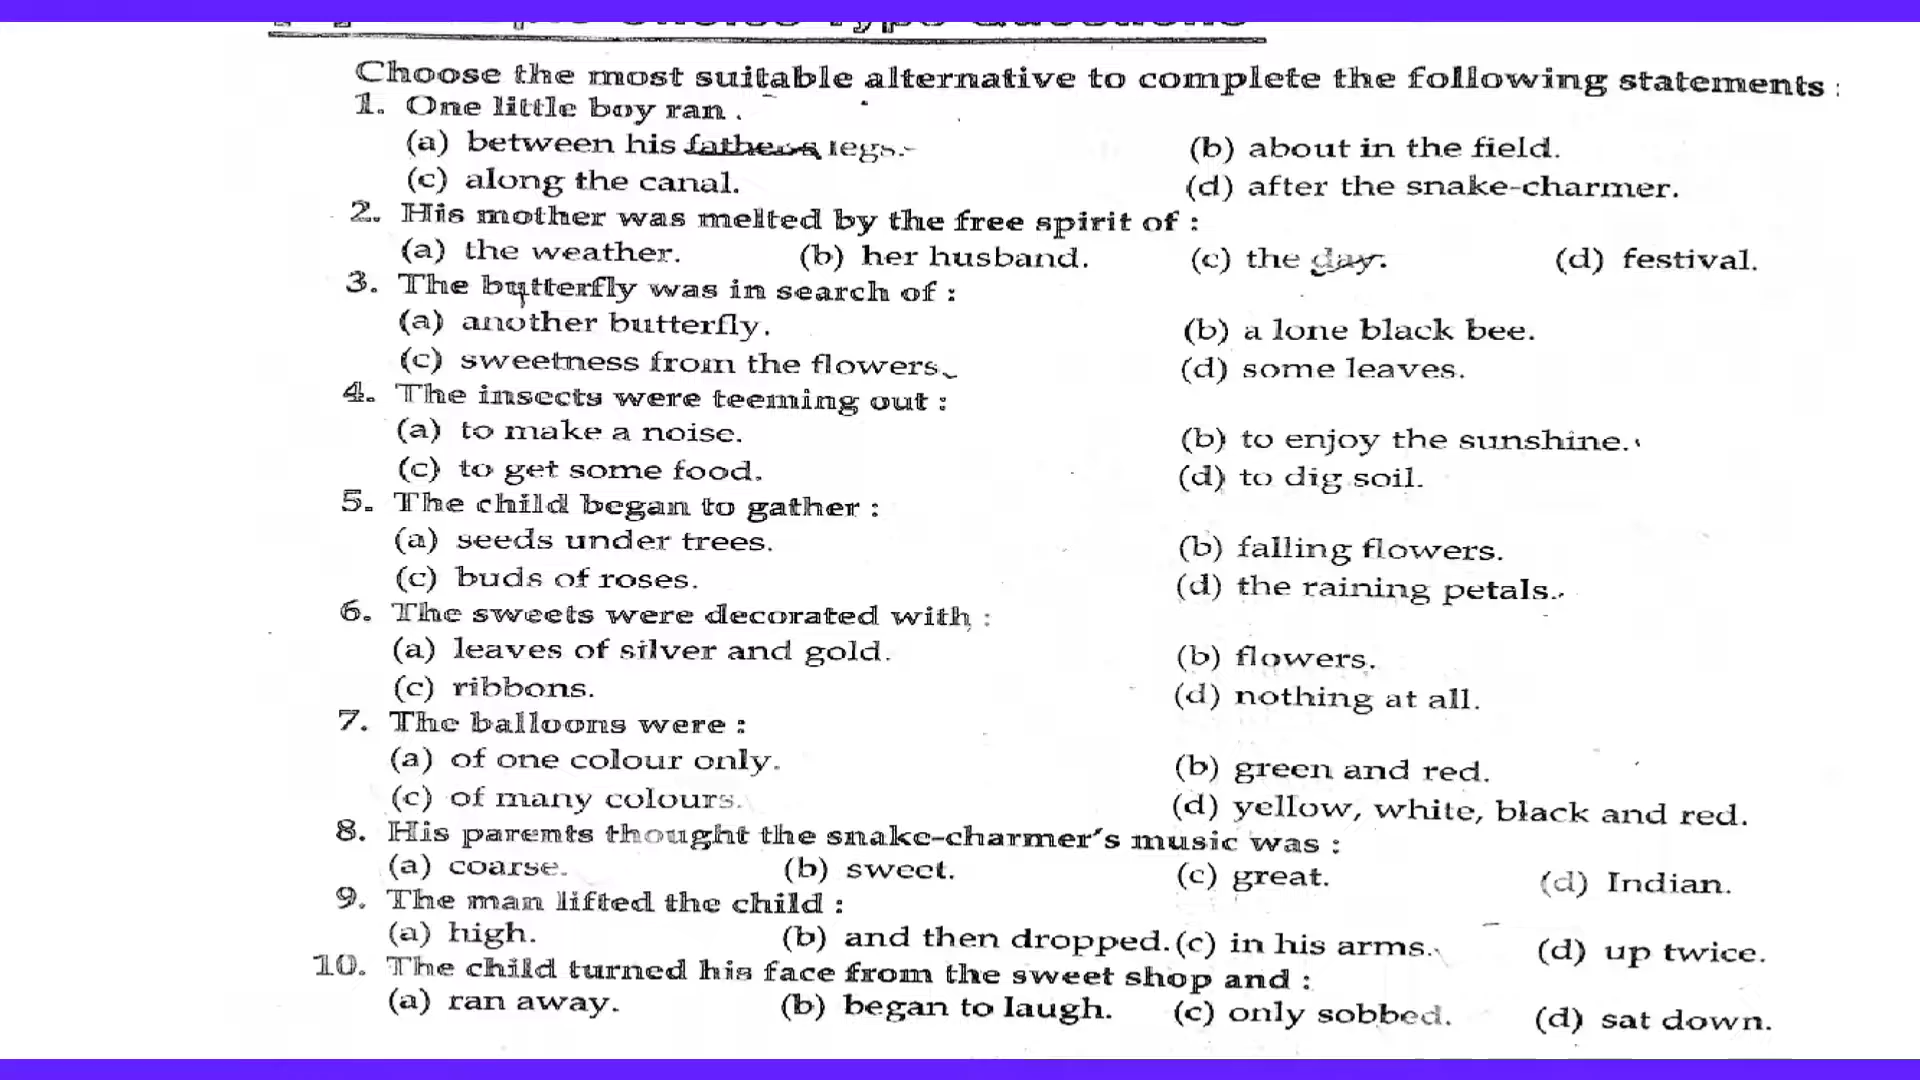 Choose the most suitable alternative to complete the following statements :
1. One little boy ran .
(a) between his fathers legs. (b) about in the field.
(c) along the canal. (d) after the snake-charmer.
2. His mother was melted by the free spirit of :
(a) the weather. (b) her husband. (c) the day. (d) festival.
3. The butterfly was in search of :
(a) another butterfly. (b) a lone black bee.
(c) sweetness from the flowers. (d) some leaves.
4. The insects were teeming out :
(a) to make a noise. (b) to enjoy the sunshine.
(c) to get some food. (d) to dig soil.
5. The child began to gather :
(a) seeds under trees. (b) falling flowers.
(c) buds of roses. (d) the raining petals.
6. The sweets were decorated with :
(a) leaves of silver and gold. (b) flowers.
(c) ribbons. (d) nothing at all.
7. The balloons were :
(a) of one colour only. (b) green and red.
(c) of many colours. (d) yellow, white, black and red.
8. His parents thought the snake-charmer's music was :
(a) coarse. (b) sweet. (c) great. (d) Indian.
9. The man lifted the child :
(a) high. (b) and then dropped. (c) in his arms. (d) up twice.
10. The child turned his face from the sweet shop and :
(a) ran away. (b) began to laugh. (c) only sobbed. (d) sat down.